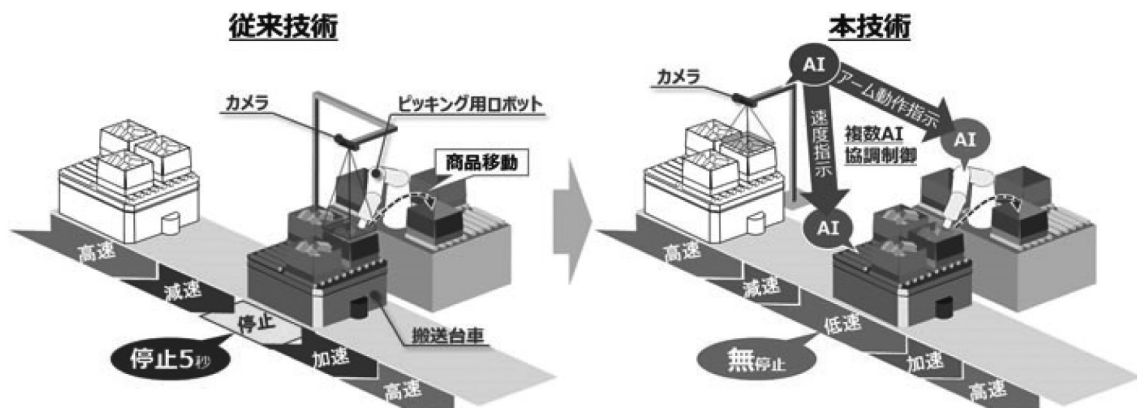 従来技術
カメラ
ピッキング用ロボット
商品移動
高速
減速
停止
停止5秒
加速
高速
搬送台車
本技術
カメラ
AI
アーム動作指示
速度指示
複数AI
協調制御
AI
AI
高速
減速
低速
無停止
加速
高速